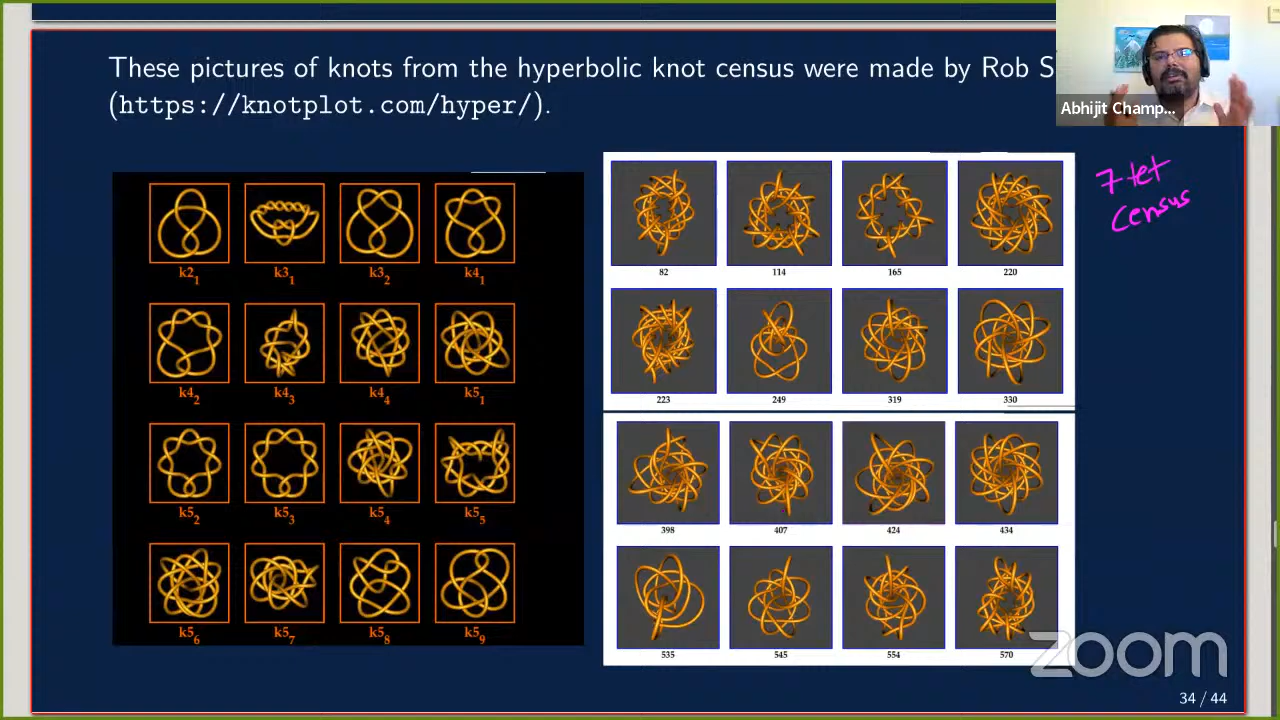 These pictures of knots from the hyperbolic knot census were made by Rob S
(https://knotplot.com/hyper/).
Abhijit Champ...
7-tet
census
k2₁ k3₁ k3₂ k4₁
k4₂ k4₃ k4₄ k5₁
k5₂ k5₃ k5₄ k5₅
k5₆ k5₇ k5₈ k5₉
82 114 165 220
223 249 319 330
398 407 424 434
535 545 554 570
zoom
34 / 44